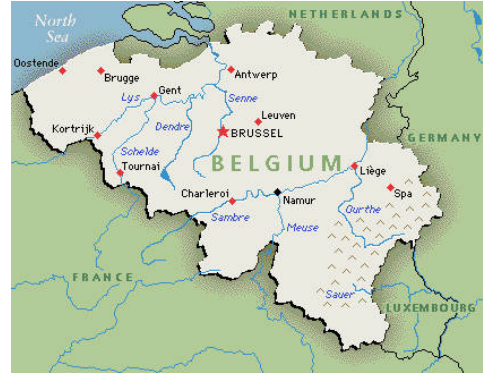 NETHERLANDS
North
Sea
Oostende
Brugge
Antwerp
Gent
Lys
Senne
Leuven
Dendre
Kortrijk
BRUSSEL
GERMANY
Schelde
Tournai
BELGIUM
Liège
Spa
Charleroi
Namur
Ourthe
Sambre
Meuse
FRANCE
Sauer
LUXEMBOURG